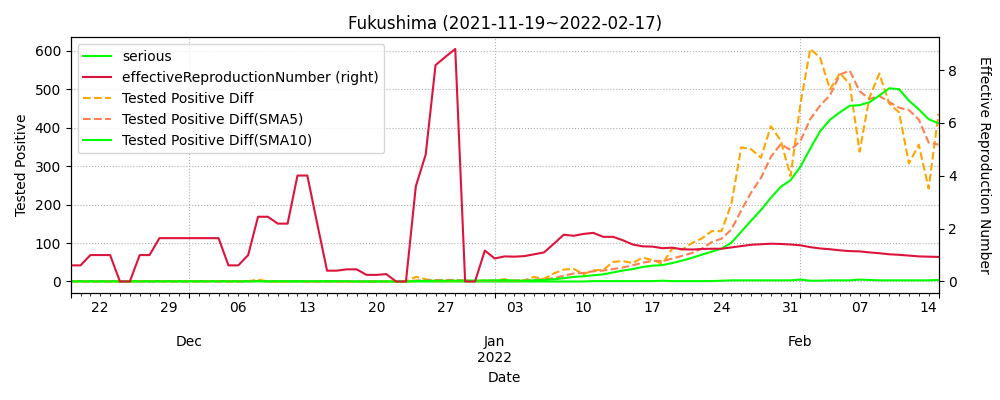 Fukushima (2021-11-19~2022-02-17)
serious
effectiveReproductionNumber (right)
Tested Positive Diff
Tested Positive Diff(SMA5)
Tested Positive Diff(SMA10)
Tested Positive
600
500
400
300
200
100
0
8
6
4
2
0
Effective Reproduction Number
22 29 06 13 20 27 03 10 17 24 31 07 14
Dec Jan Feb
2022
Date